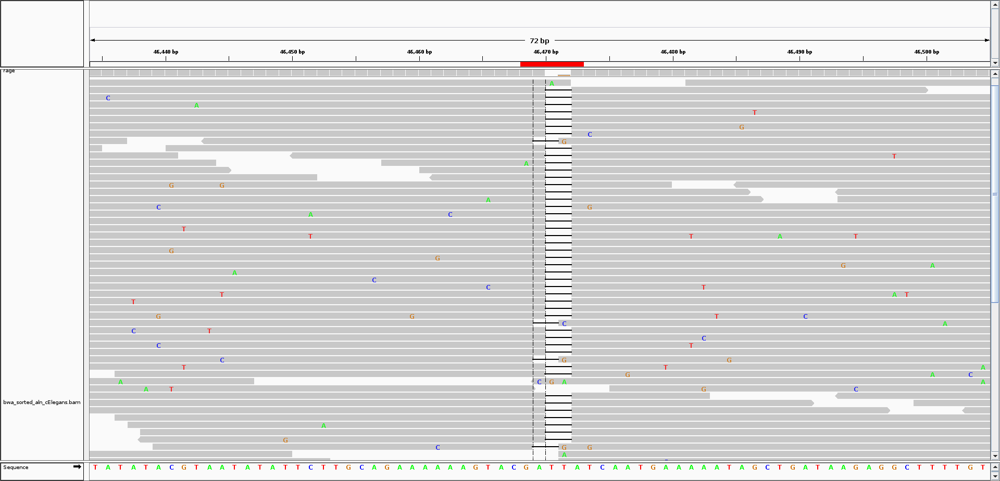 72 bp
46,440 bp 46,450 bp 46,460 bp 46,470 bp 46,480 bp 46,490 bp 46,500 bp
rage
A
C
A
T
G
C
G
T
A
G G
A
C G
A C
T
T T A T
G
G
G A
A
C
C T
T A T
T
G G T C
C A
C T
C
C T
C G G
T T A
G A C
A C G A A
A T G C
bwa_sorted_aln_cElegans.bam
A
G
C G G
A
Sequence T A T A T A C G T A A T A T A T T C T T G C A G A A A A A A G T A C G A T T A T C A A T G A A A A A T A G C T G A T A A G A G G C T T T T G T